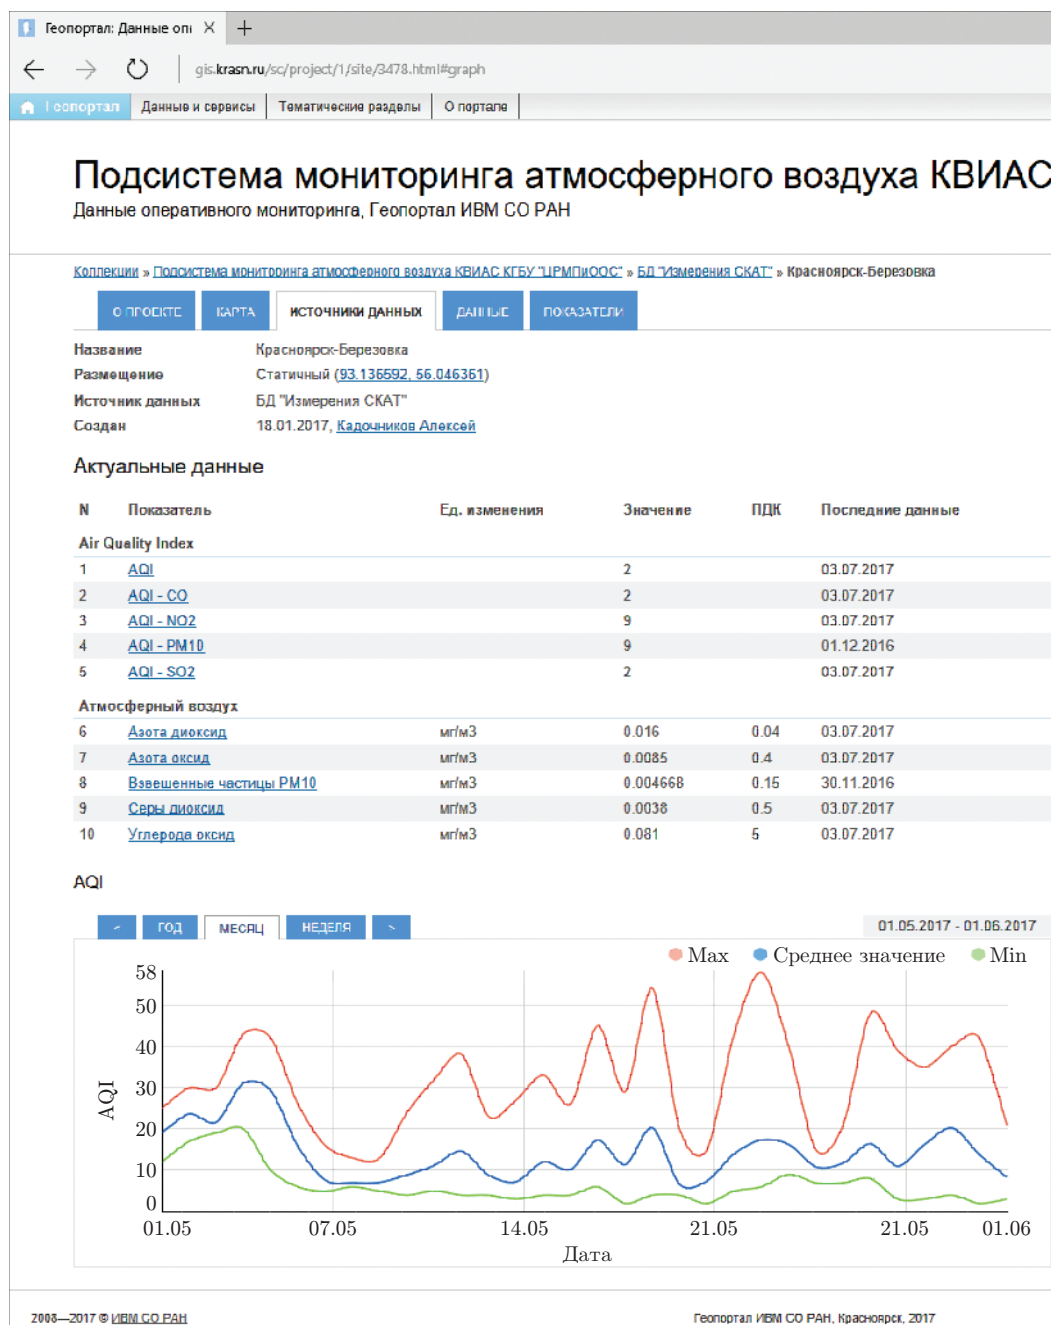 Геопортал: Данные опе
gis.krasn.ru/sc/project/1/site/3478.html#graph
Геопортал Данные и сервисы Тематические разделы О портале
Подсистема мониторинга атмосферного воздуха КВИАС
Данные оперативного мониторинга, Геопортал ИВМ СО РАН
Коллекции » Подсистема мониторинга атмосферного воздуха КВИАС КГБУ "ЦРМПиООС" » БД "Измерения СКАТ" » Красноярск-Березовка
О ПРОЕКТЕ КАРТА ИСТОЧНИКИ ДАННЫХ ДАННЫЕ ПОКАЗАТЕЛИ
Название Красноярск-Березовка
Размещение Статичный (93.136592, 56.046361)
Источник данных БД "Измерения СКАТ"
Создан 18.01.2017, Кадочников Алексей
Актуальные данные
N Показатель Ед. изменения Значение ПДК Последние данные
Air Quality Index
1 AQI 2 03.07.2017
2 AQI - CO 2 03.07.2017
3 AQI - NO2 9 03.07.2017
4 AQI - PM10 9 01.12.2016
5 AQI - SO2 2 03.07.2017
Атмосферный воздух
6 Азота диоксид мг/м3 0.016 0.04 03.07.2017
7 Азота оксид мг/м3 0.0085 0.4 03.07.2017
8 Взвешенные частицы PM10 мг/м3 0.004668 0.15 30.11.2016
9 Серы диоксид мг/м3 0.0038 0.5 03.07.2017
10 Углерода оксид мг/м3 0.081 5 03.07.2017
AQI
< ГОД МЕСЯЦ НЕДЕЛЯ > 01.05.2017 - 01.06.2017
Max Среднее значение Min
58
50
40
30
20
10
0
AQI
01.05 07.05 14.05 21.05 21.05 01.06
Дата
2008—2017 © ИВМ СО РАН Геопортал ИВМ СО РАН, Красноярск, 2017